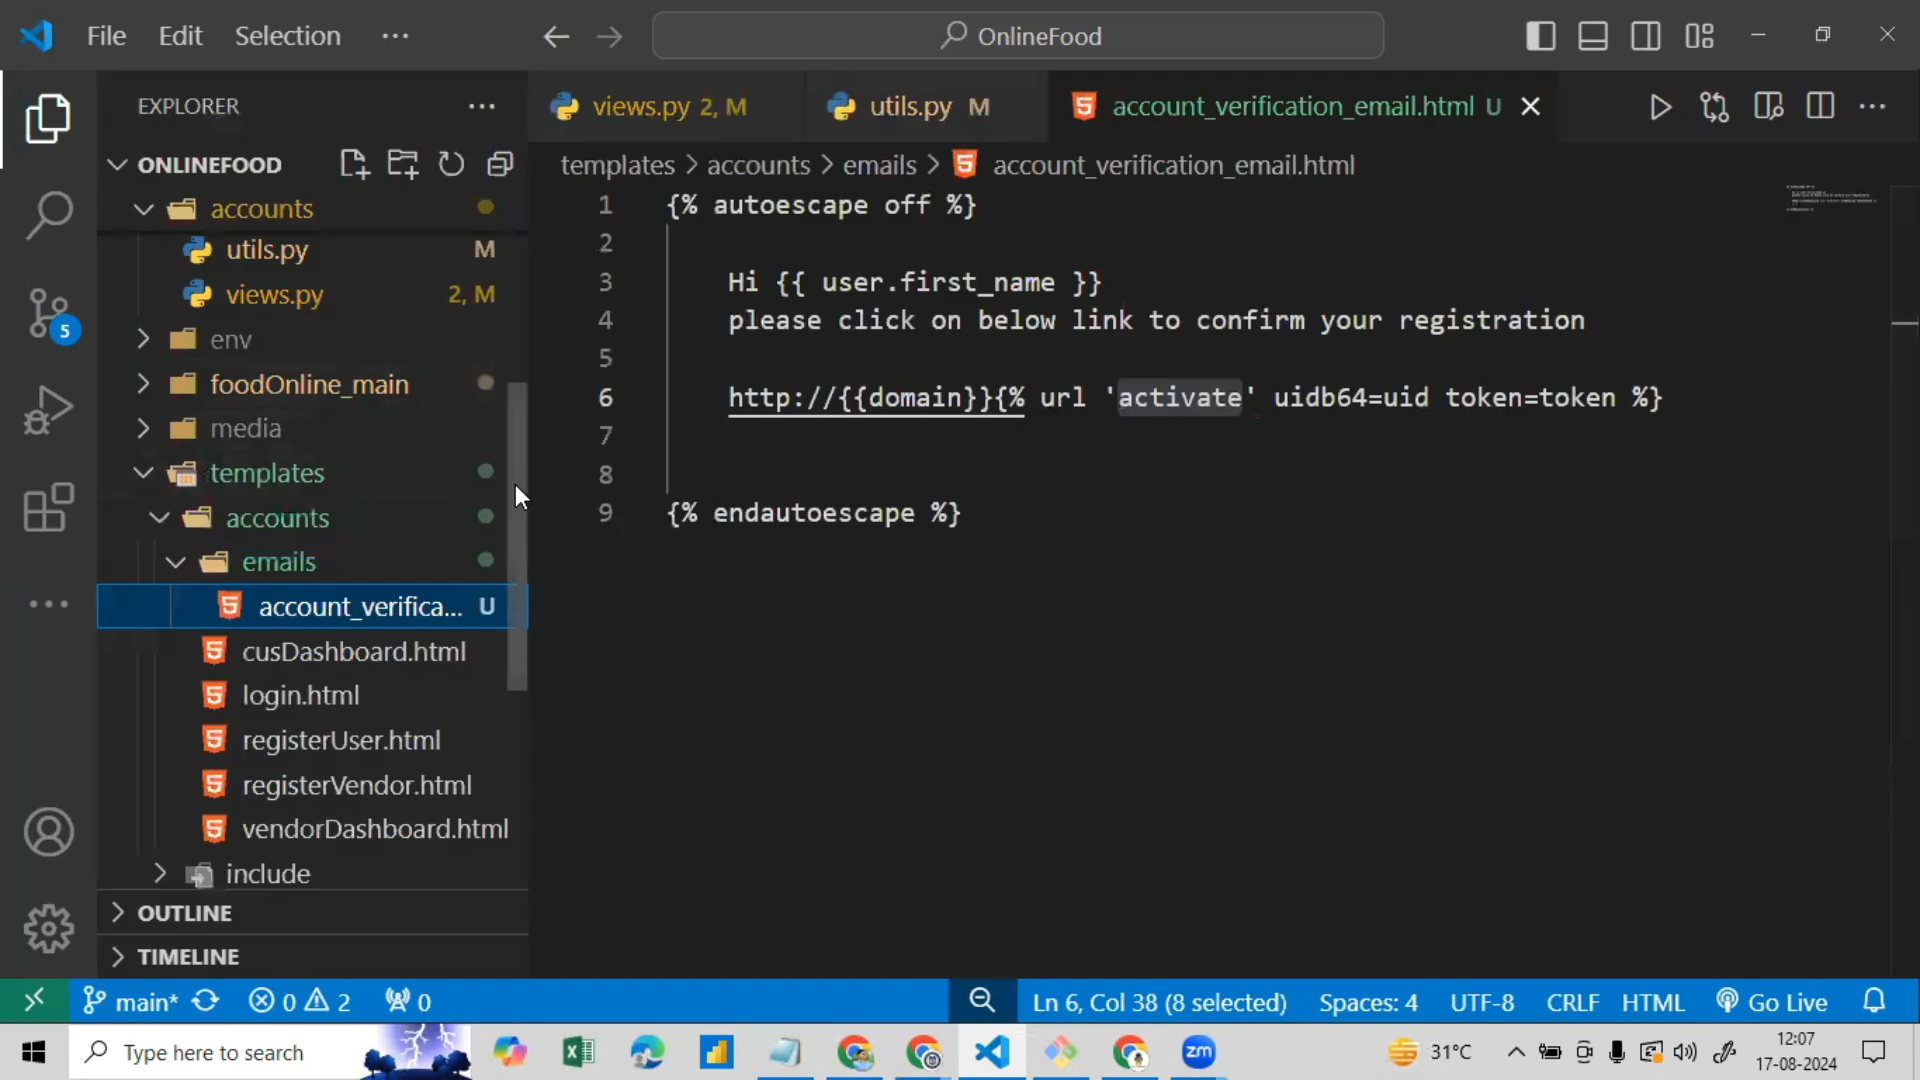 File Edit Selection ··· OnlineFood
EXPLORER ···
views.py 2, M utils.py M account_verification_email.html U
ONLINEFOOD
templates > accounts > emails > account_verification_email.html
accounts
utils.py M
views.py 2, M
env
foodOnline_main
media
templates
accounts
emails
account_verifica... U
cusDashboard.html
login.html
registerUser.html
registerVendor.html
vendorDashboard.html
include
OUTLINE
TIMELINE
1 {% autoescape off %}
2
3 Hi {{ user.first_name }}
4 please click on below link to confirm your registration
5
6 http://{{domain}}{% url 'activate' uidb64=uid token=token %}
7
8
9 {% endautoescape %}
5
main* 0 2 0 Ln 6, Col 38 (8 selected) Spaces: 4 UTF-8 CRLF HTML Go Live
Type here to search zm 31°C 12:07
17-08-2024